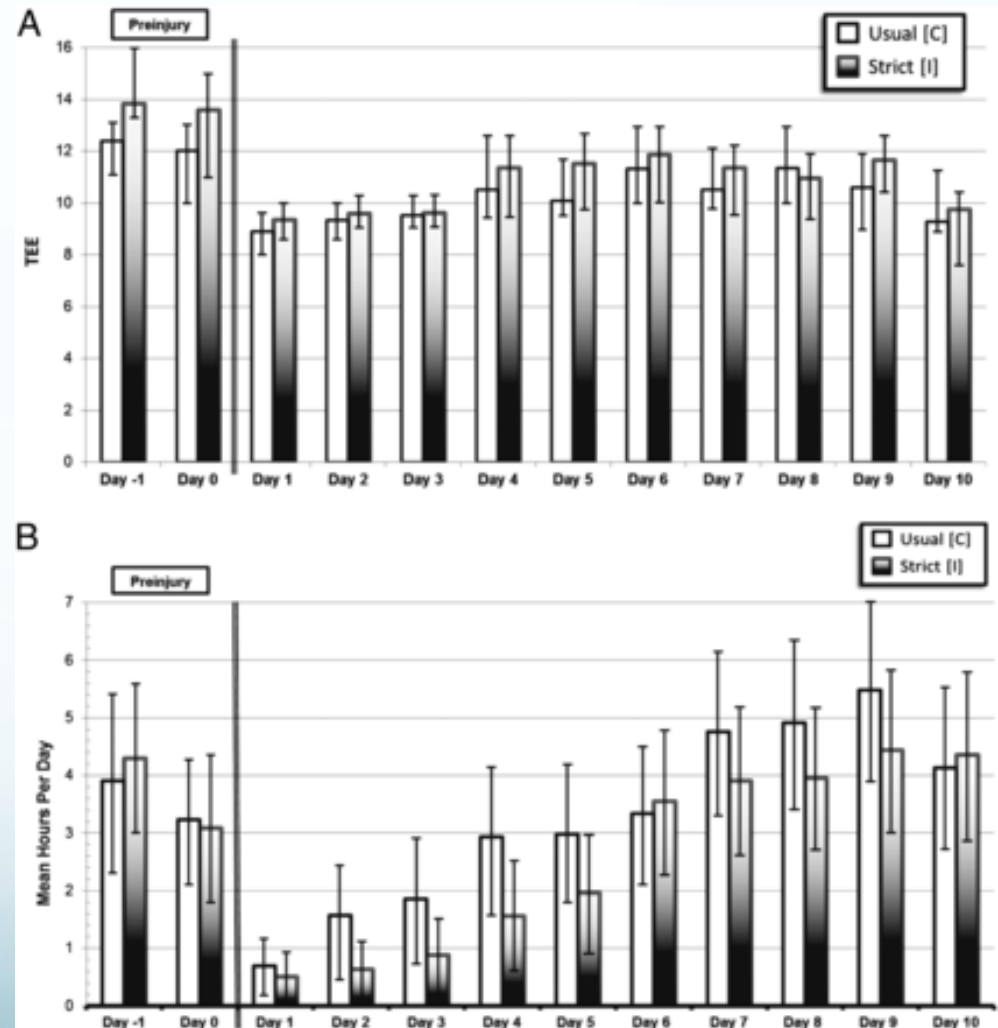 A
Preinjury
Usual [C]
Strict [I]
16
14
12
10
8
6
4
2
0
TEE
Day -1 Day 0 Day 1 Day 2 Day 3 Day 4 Day 5 Day 6 Day 7 Day 8 Day 9 Day 10
B
Usual [C]
Strict [I]
Preinjury
7
6
5
4
3
2
1
0
Mean Hours Per Day
Day -1 Day 0 Day 1 Day 2 Day 3 Day 4 Day 5 Day 6 Day 7 Day 8 Day 9 Day 10